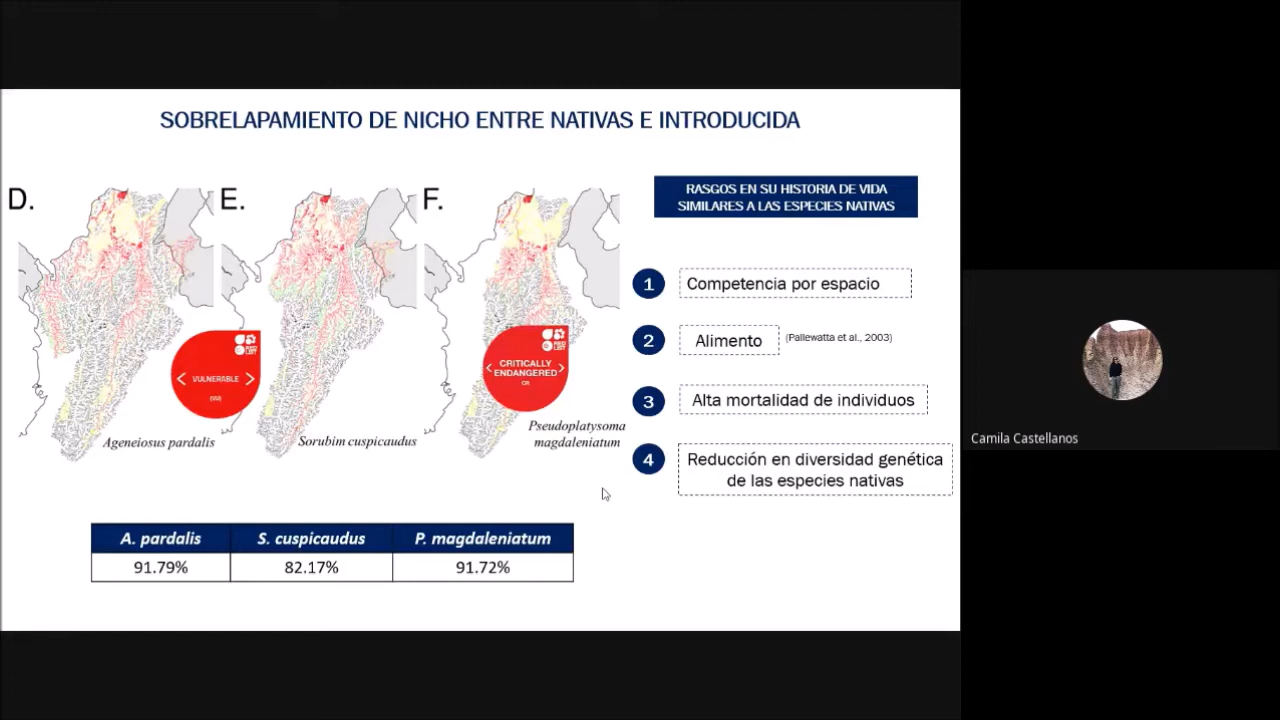 SOBRELAPAMIENTO DE NICHO ENTRE NATIVAS E INTRODUCIDA
D.
E.
F.
VULNERABLE
(VU)
CRITICALLY
ENDANGERED
CR
Ageneiosus pardalis
Sorubim cuspicaudus
Pseudoplatysoma
magdaleniatum
RASGOS EN SU HISTORIA DE VIDA
SIMILARES A LAS ESPECIES NATIVAS
1 Competencia por espacio
2 Alimento (Pallewatta et al., 2003)
3 Alta mortalidad de individuos
4 Reducción en diversidad genética
de las especies nativas
A. pardalis S. cuspicaudus P. magdaleniatum
91.79% 82.17% 91.72%
Camila Castellanos